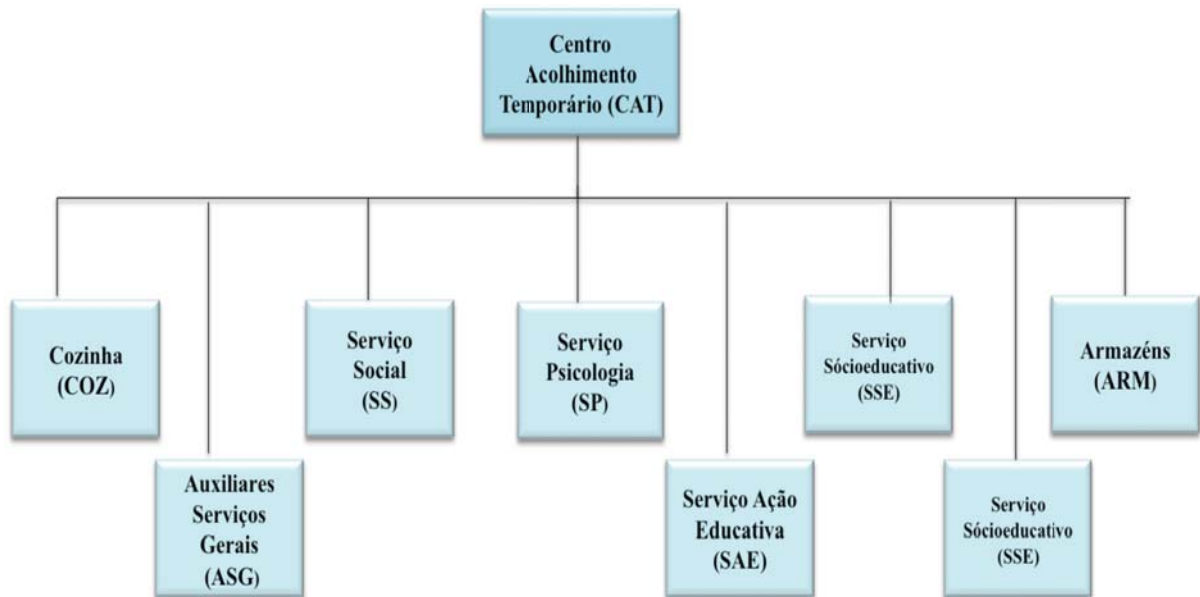 Centro
Acolhimento
Temporário (CAT)
Cozinha
(COZ)
Serviço
Social
(SS)
Serviço
Psicologia
(SP)
Serviço
Sócioeducativo
(SSE)
Armazéns
(ARM)
Auxiliares
Serviços
Gerais
(ASG)
Serviço Ação
Educativa
(SAE)
Serviço
Sócioeducativo
(SSE)